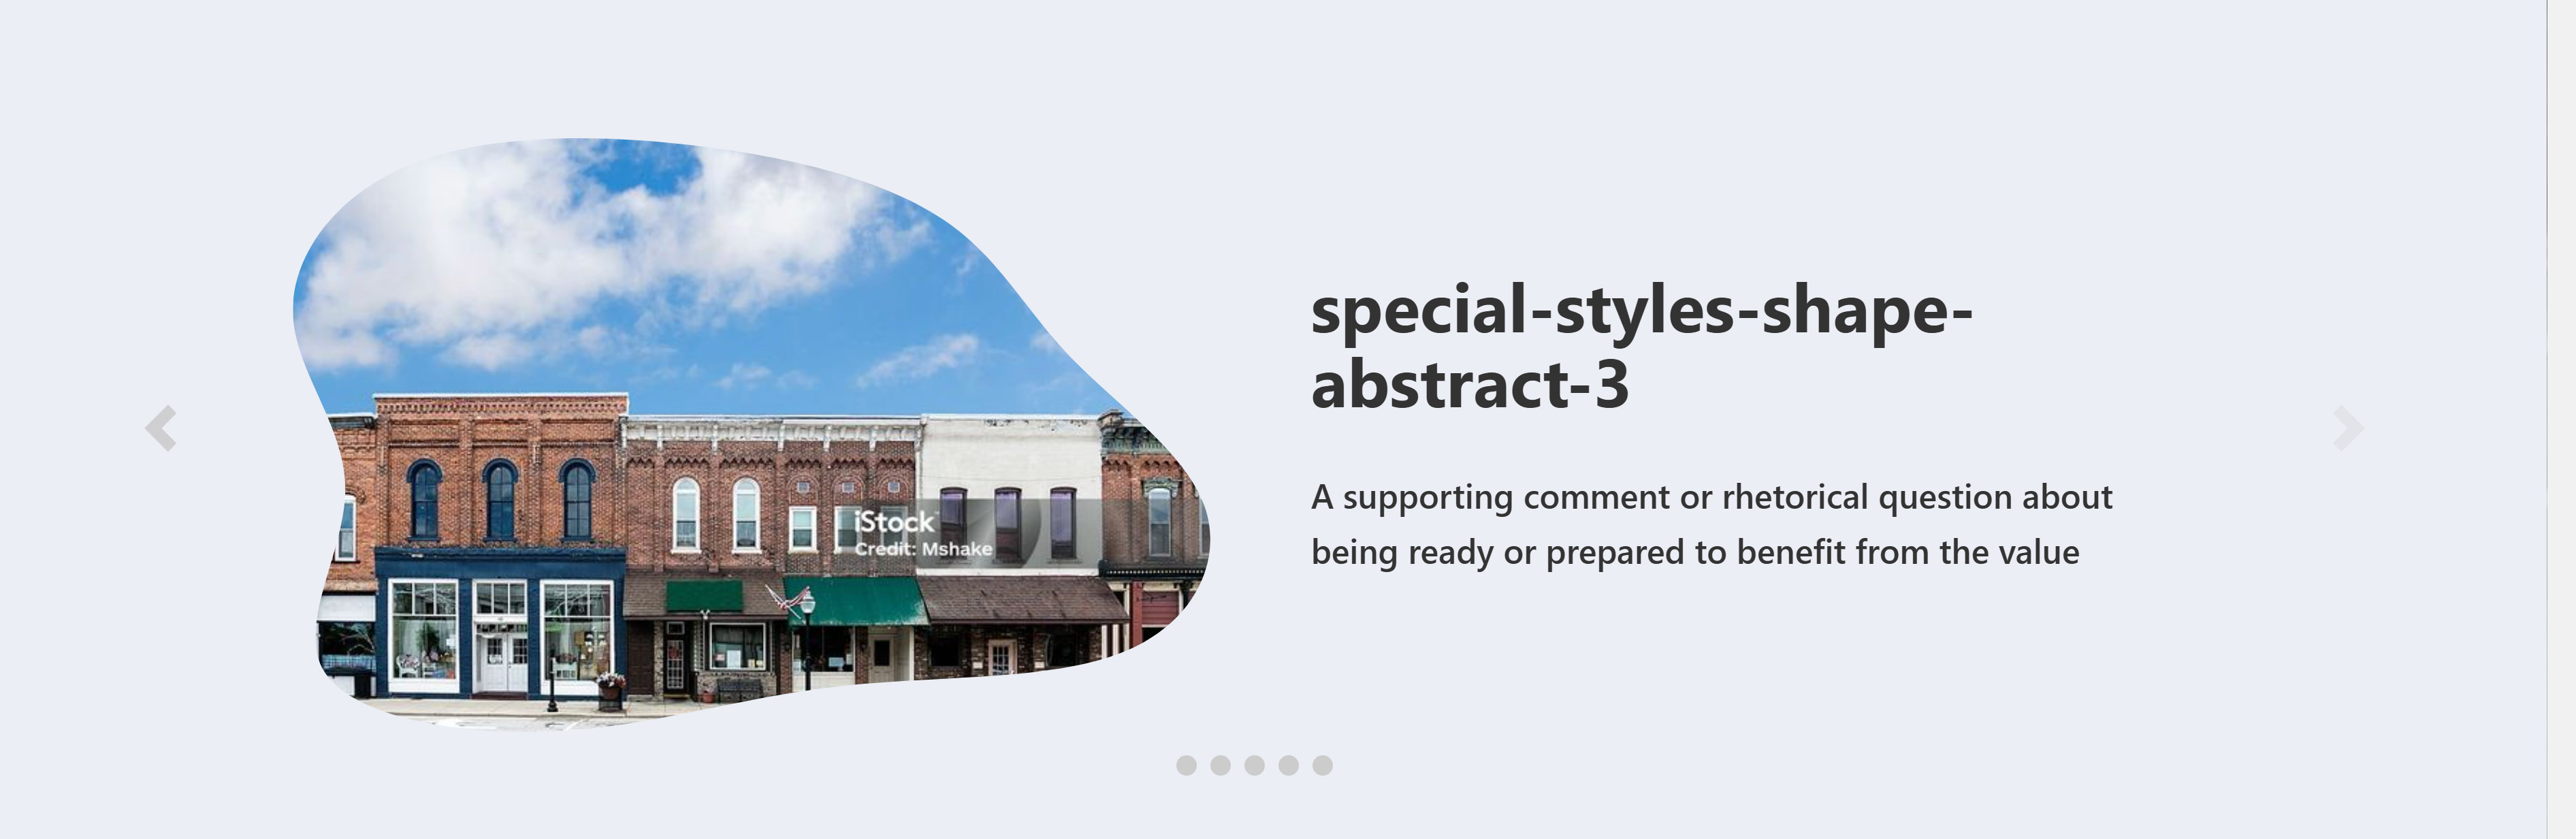 special-styles-shape-
abstract-3
A supporting comment or rhetorical question about
being ready or prepared to benefit from the value
iStock
Credit: Mshake